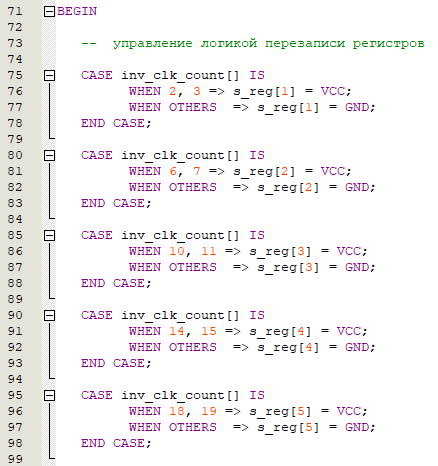 71 BEGIN
72
73 -- управление логикой перезаписи регистров
74
75 CASE inv_clk_count[] IS
76 WHEN 2, 3 => s_reg[1] = VCC;
77 WHEN OTHERS => s_reg[1] = GND;
78 END CASE;
79
80 CASE inv_clk_count[] IS
81 WHEN 6, 7 => s_reg[2] = VCC;
82 WHEN OTHERS => s_reg[2] = GND;
83 END CASE;
84
85 CASE inv_clk_count[] IS
86 WHEN 10, 11 => s_reg[3] = VCC;
87 WHEN OTHERS => s_reg[3] = GND;
88 END CASE;
89
90 CASE inv_clk_count[] IS
91 WHEN 14, 15 => s_reg[4] = VCC;
92 WHEN OTHERS => s_reg[4] = GND;
93 END CASE;
94
95 CASE inv_clk_count[] IS
96 WHEN 18, 19 => s_reg[5] = VCC;
97 WHEN OTHERS => s_reg[5] = GND;
98 END CASE;
99